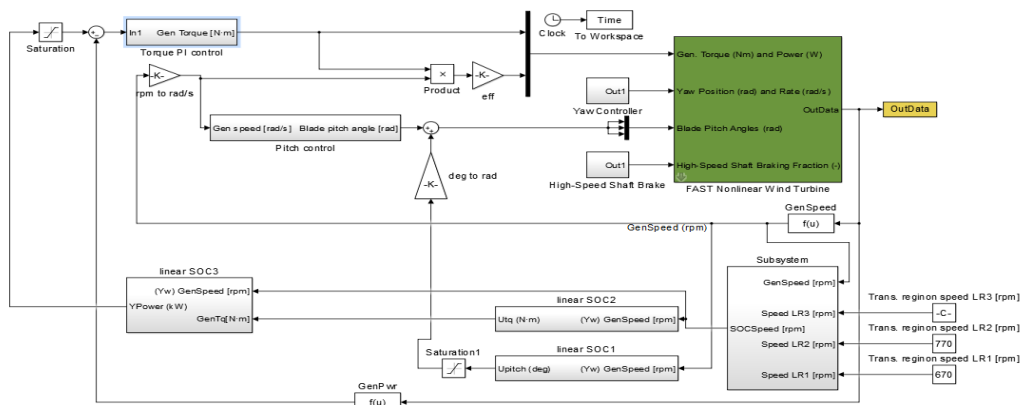 Saturation
In1
Gen Torque [N·m]
Torque PI control
Clock
Time
To Workspace
-K-
rpm to rad/s
×
Product
-K-
eff
Gen. Torque (Nm) and Power (W)
Out1
Yaw Controller
Yaw Position (rad) and Rate (rad/s)
OutData
OutData
Gen speed [rad/s]
Blade pitch angle [rad]
Pitch control
Blade Pitch Angles (rad)
Out1
High-Speed Shaft Brake
High-Speed Shaft Braking Fraction (-)
FAST Nonlinear Wind Turbine
-K-
deg to rad
GenSpeed
f(u)
GenSpeed (rpm)
Subsystem
GenSpeed [rpm]
Speed LR3 [rpm]
SOCSpeed [rpm]
Speed LR2 [rpm]
Speed LR1 [rpm]
Trans. reginon speed LR3 [rpm]
-C-
Trans. reginon speed LR2 [rpm]
770
Trans. reginon speed LR1 [rpm]
670
linear SOC3
(Yw) GenSpeed [rpm]
YPower (kW)
GenTq[N·m]
linear SOC2
Utq (N·m)
(Yw) GenSpeed [rpm]
linear SOC1
Upitch (deg)
(Yw) GenSpeed [rpm]
Saturation1
GenPwr
f(u)